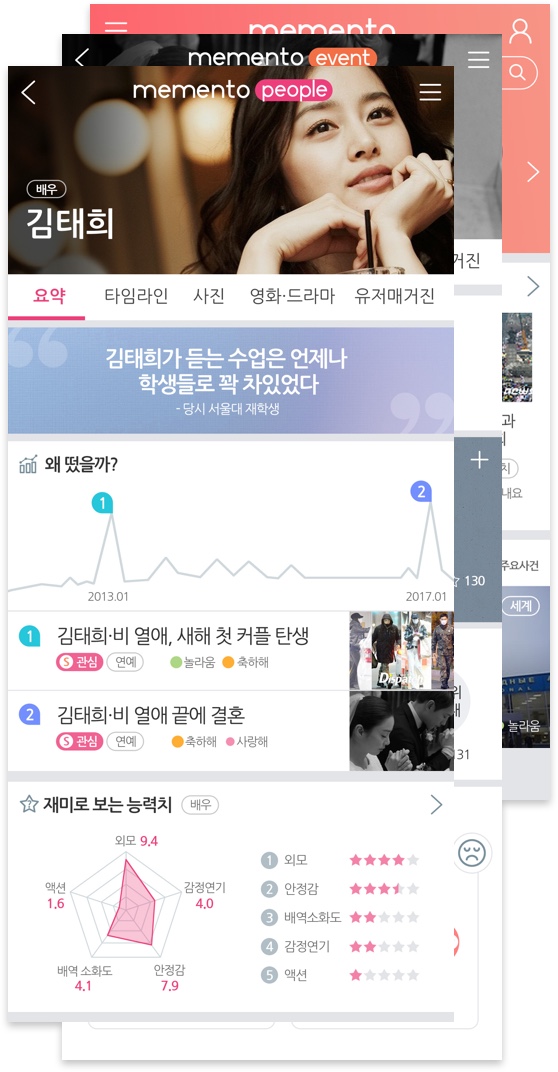 memento
memento event
memento people
배우
김태희
거진
요약 타임라인 사진 영화·드라마 유저매거진
김태희가 듣는 수업은 언제나
학생들로 꽉 차있었다
- 당시 서울대 재학생
왜 떴을까?
1
2
2013.01
2017.01
130
주요사건
세계
놀라움
1 김태희·비 열애, 새해 첫 커플 탄생
S 관심 연예 놀라움 축하해
Dispatch
2 김태희·비 열애 끝에 결혼
S 관심 연예 축하해 사랑해
131
재미로 보는 능력치 배우
외모 9.4
액션
1.6
감정연기
4.0
배역 소화도
4.1
안정감
7.9
1 외모
2 안정감
3 배역소화도
4 감정연기
5 액션